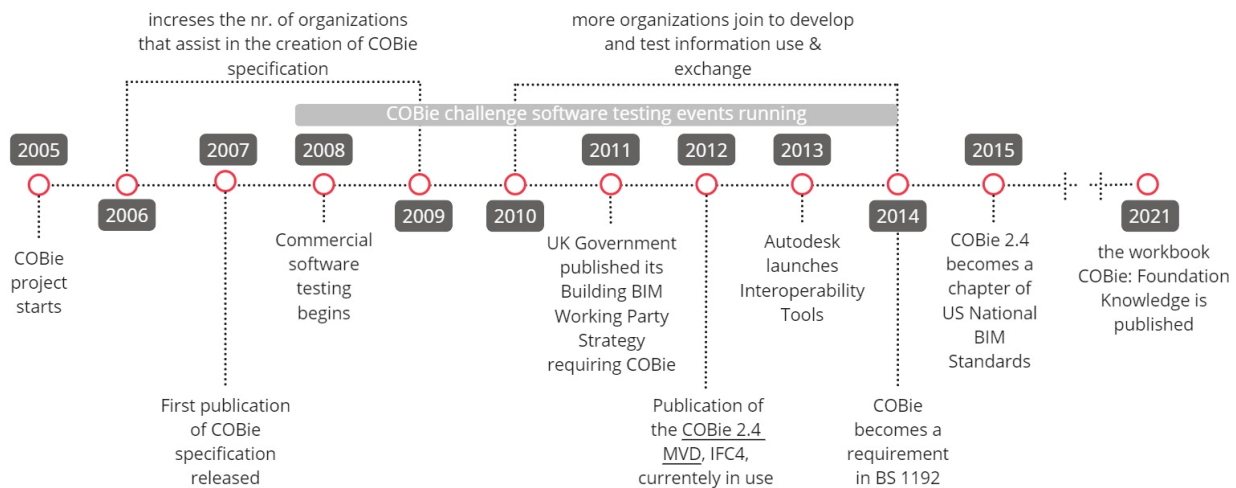 increses the nr. of organizations
that assist in the creation of COBie
specification
more organizations join to develop
and test information use &
exchange
COBie challenge software testing events running
2005
2007
2008
2011
2012
2013
2015
2006
2009
2010
2014
2021
COBie
project
starts
Commercial
software
testing
begins
UK Government
published its
Building BIM
Working Party
Strategy
requiring COBie
Autodesk
launches
Interoperability
Tools
COBie 2.4
becomes a
chapter of
US National
BIM
Standards
the workbook
COBie: Foundation
Knowledge is
published
First publication
of COBie
specification
released
Publication of
the COBie 2.4
MVD, IFC4,
currentely in use
COBie
becomes a
requirement
in BS 1192